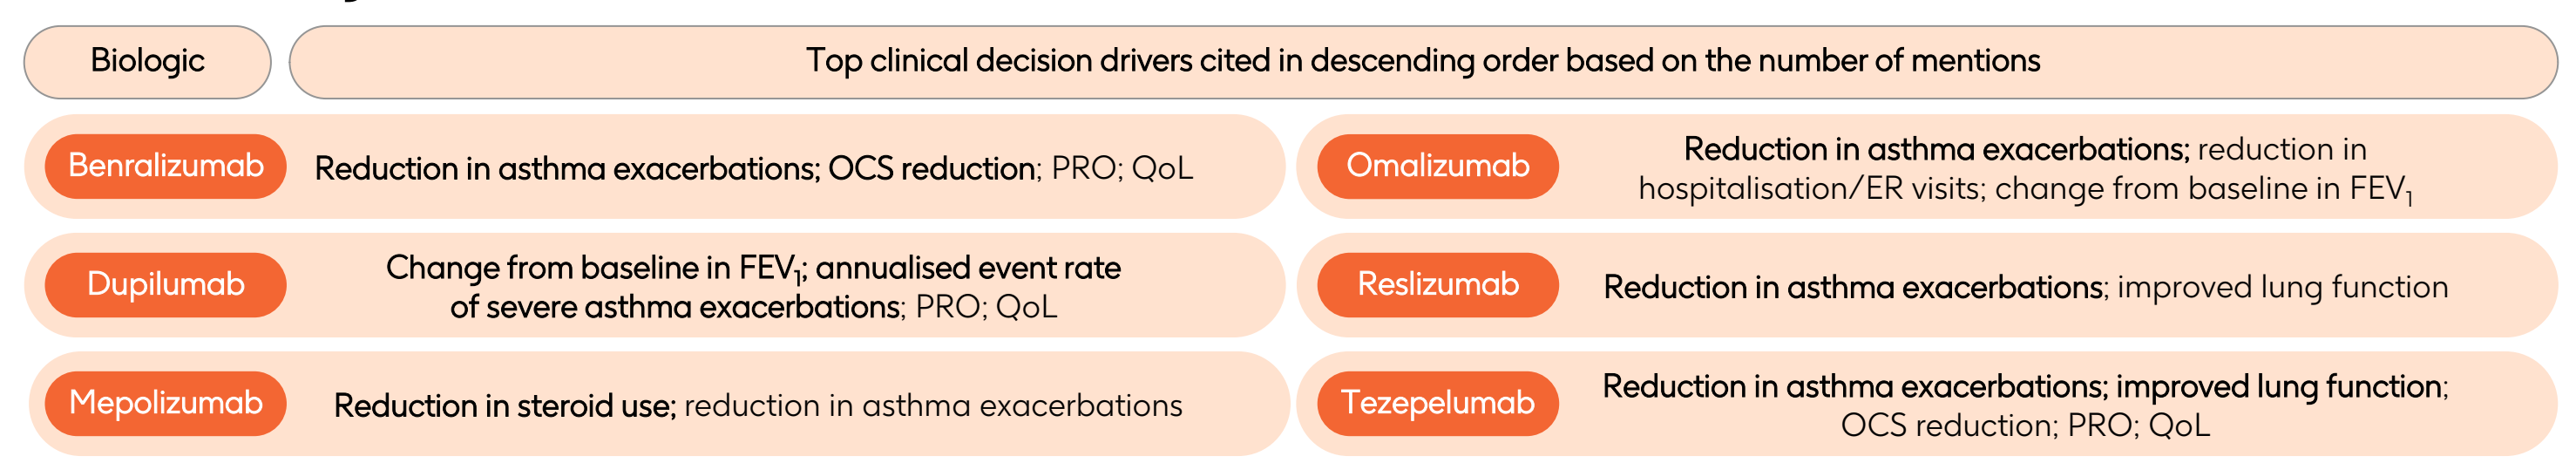 Biologic
Top clinical decision drivers cited in descending order based on the number of mentions
Benralizumab
Reduction in asthma exacerbations; OCS reduction; PRO; QoL
Omalizumab
Reduction in asthma exacerbations; reduction in
hospitalisation/ER visits; change from baseline in FEV₁
Dupilumab
Change from baseline in FEV₁; annualised event rate
of severe asthma exacerbations; PRO; QoL
Reslizumab
Reduction in asthma exacerbations; improved lung function
Mepolizumab
Reduction in steroid use; reduction in asthma exacerbations
Tezepelumab
Reduction in asthma exacerbations; improved lung function;
OCS reduction; PRO; QoL